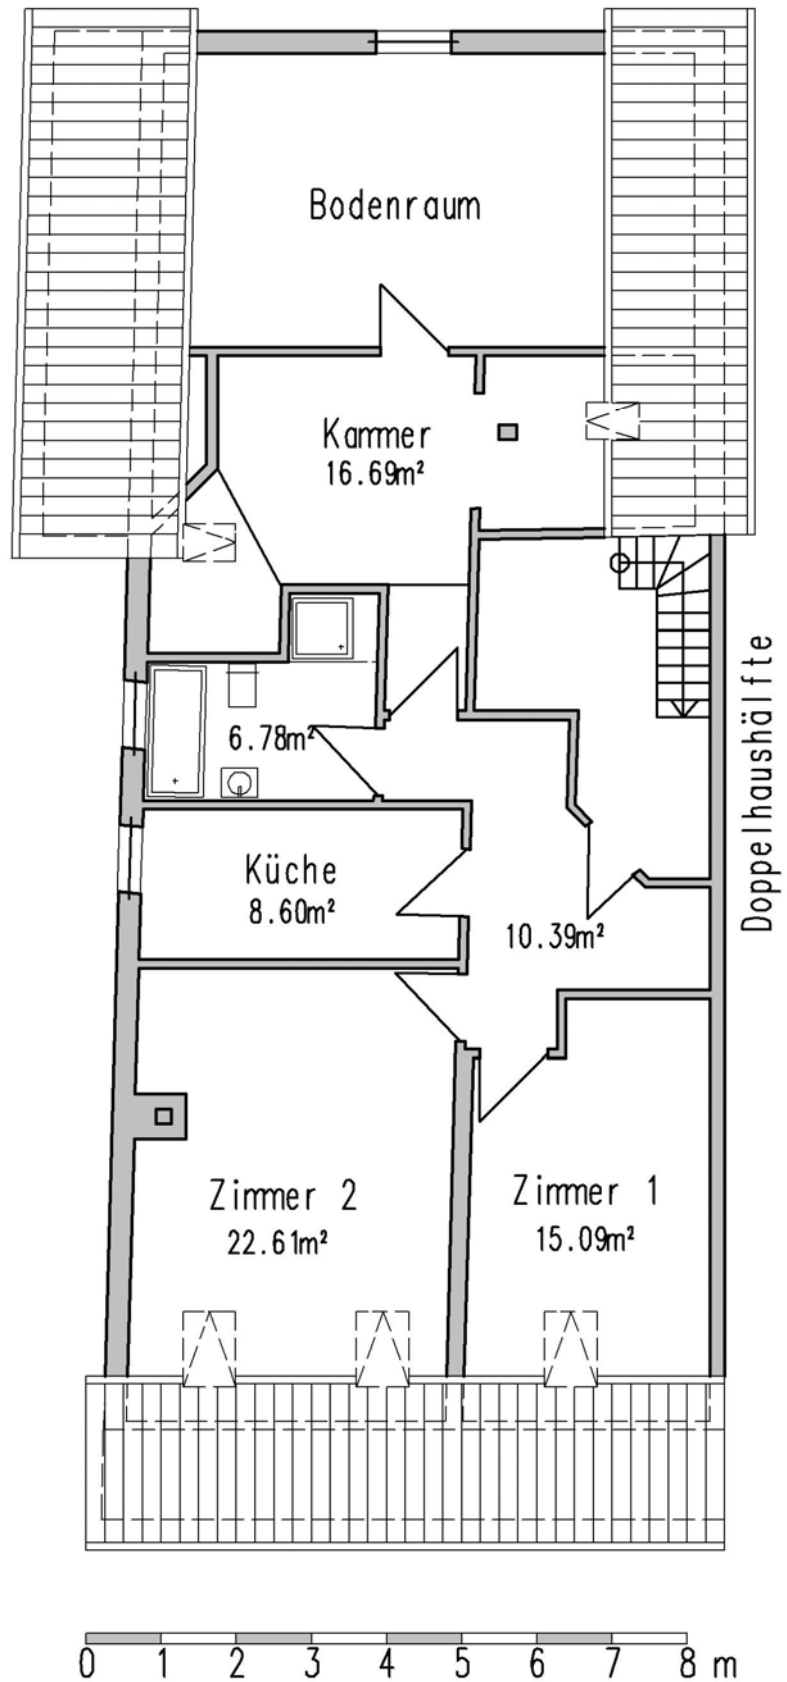 Bodenraum
Kammer
16.69m²
Doppelhaushälfte
6.78m²
Küche
8.60m²
10.39m²
Zimmer 2
22.61m²
Zimmer 1
15.09m²
0 1 2 3 4 5 6 7 8 m